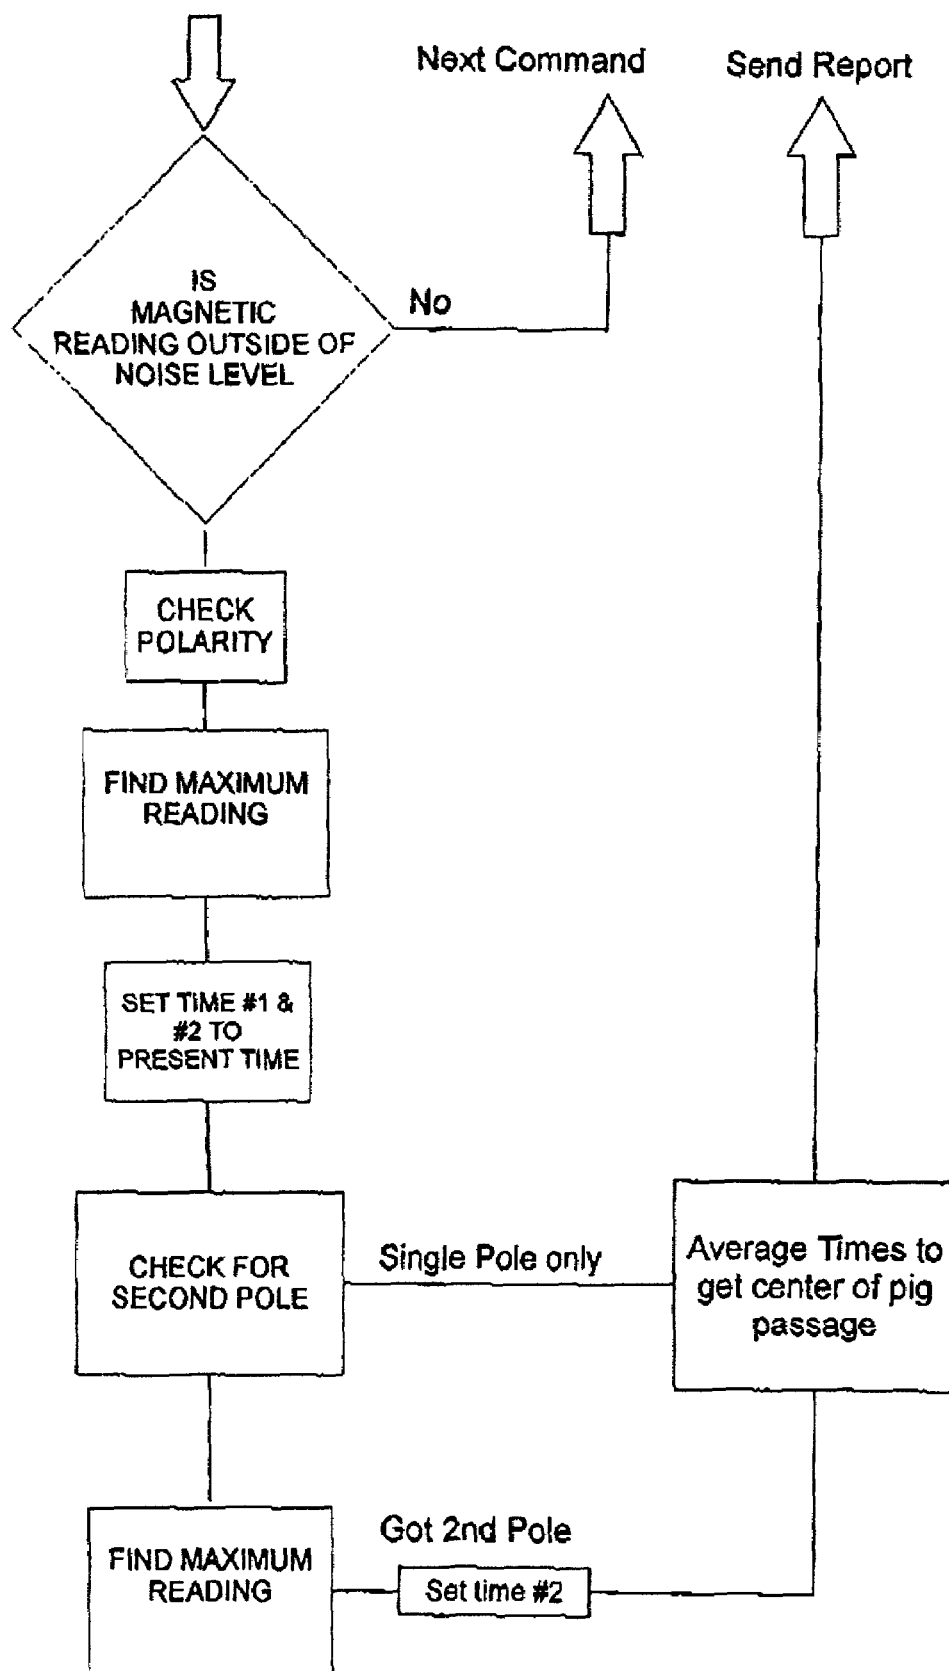 Next Command
Send Report
IS
MAGNETIC
READING OUTSIDE OF
NOISE LEVEL
No
CHECK
POLARITY
FIND MAXIMUM
READING
SET TIME #1 &
#2 TO
PRESENT TIME
CHECK FOR
SECOND POLE
Single Pole only
Average Times to
get center of pig
passage
FIND MAXIMUM
READING
Got 2nd Pole
Set time #2